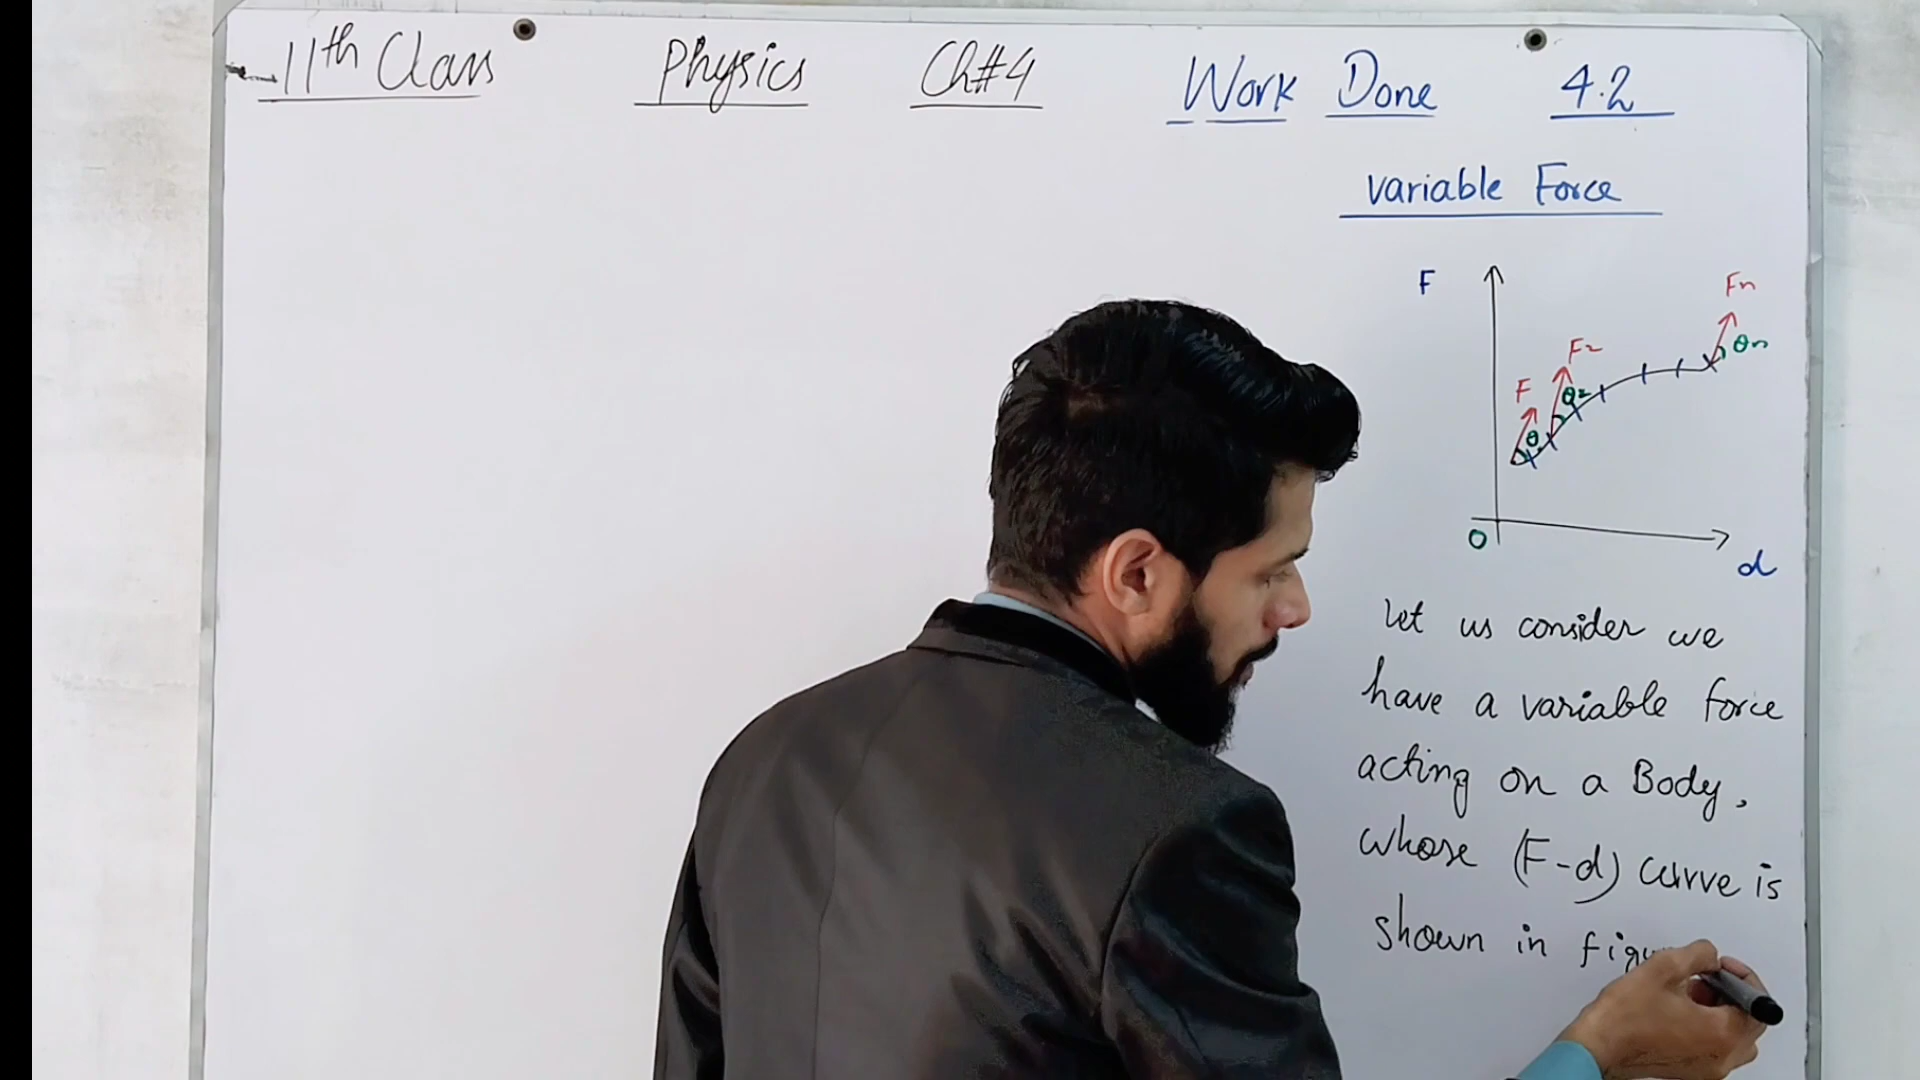 11th Class Physics Ch#4 Work Done 4.2
variable Force
F
Fn
θn
F2
θ2
F
θ
O
d
Let us consider we
have a variable force
acting on a Body,
whose (F-d) curve is
shown in figu